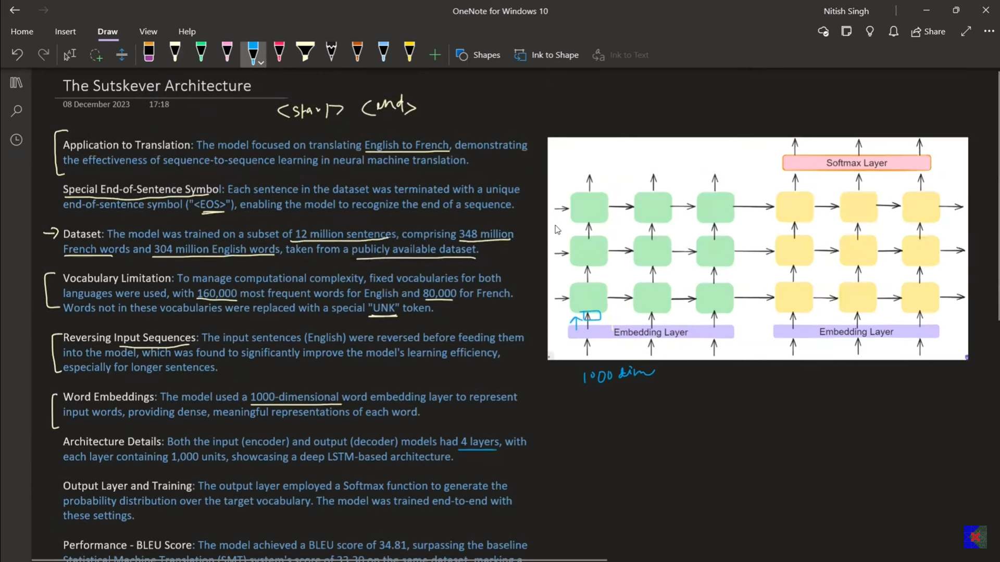 OneNote for Windows 10
Nitish Singh
Home Insert Draw View Help
Share
Shapes Ink to Shape Ink to Text
The Sutskever Architecture
08 December 2023 17:18
<start> <end>
Application to Translation: The model focused on translating English to French, demonstrating
the effectiveness of sequence-to-sequence learning in neural machine translation.
Special End-of-Sentence Symbol: Each sentence in the dataset was terminated with a unique
end-of-sentence symbol ("<EOS>"), enabling the model to recognize the end of a sequence.
Dataset: The model was trained on a subset of 12 million sentences, comprising 348 million
French words and 304 million English words, taken from a publicly available dataset.
Vocabulary Limitation: To manage computational complexity, fixed vocabularies for both
languages were used, with 160,000 most frequent words for English and 80,000 for French.
Words not in these vocabularies were replaced with a special "UNK" token.
Reversing Input Sequences: The input sentences (English) were reversed before feeding them
into the model, which was found to significantly improve the model's learning efficiency,
especially for longer sentences.
Word Embeddings: The model used a 1000-dimensional word embedding layer to represent
input words, providing dense, meaningful representations of each word.
Architecture Details: Both the input (encoder) and output (decoder) models had 4 layers, with
each layer containing 1,000 units, showcasing a deep LSTM-based architecture.
Output Layer and Training: The output layer employed a Softmax function to generate the
probability distribution over the target vocabulary. The model was trained end-to-end with
these settings.
Performance - BLEU Score: The model achieved a BLEU score of 34.81, surpassing the baseline
Statistical Machine Translation (SMT) system's score of 33.30 on the same dataset, marking a
Softmax Layer
Embedding Layer
Embedding Layer
1000 dim